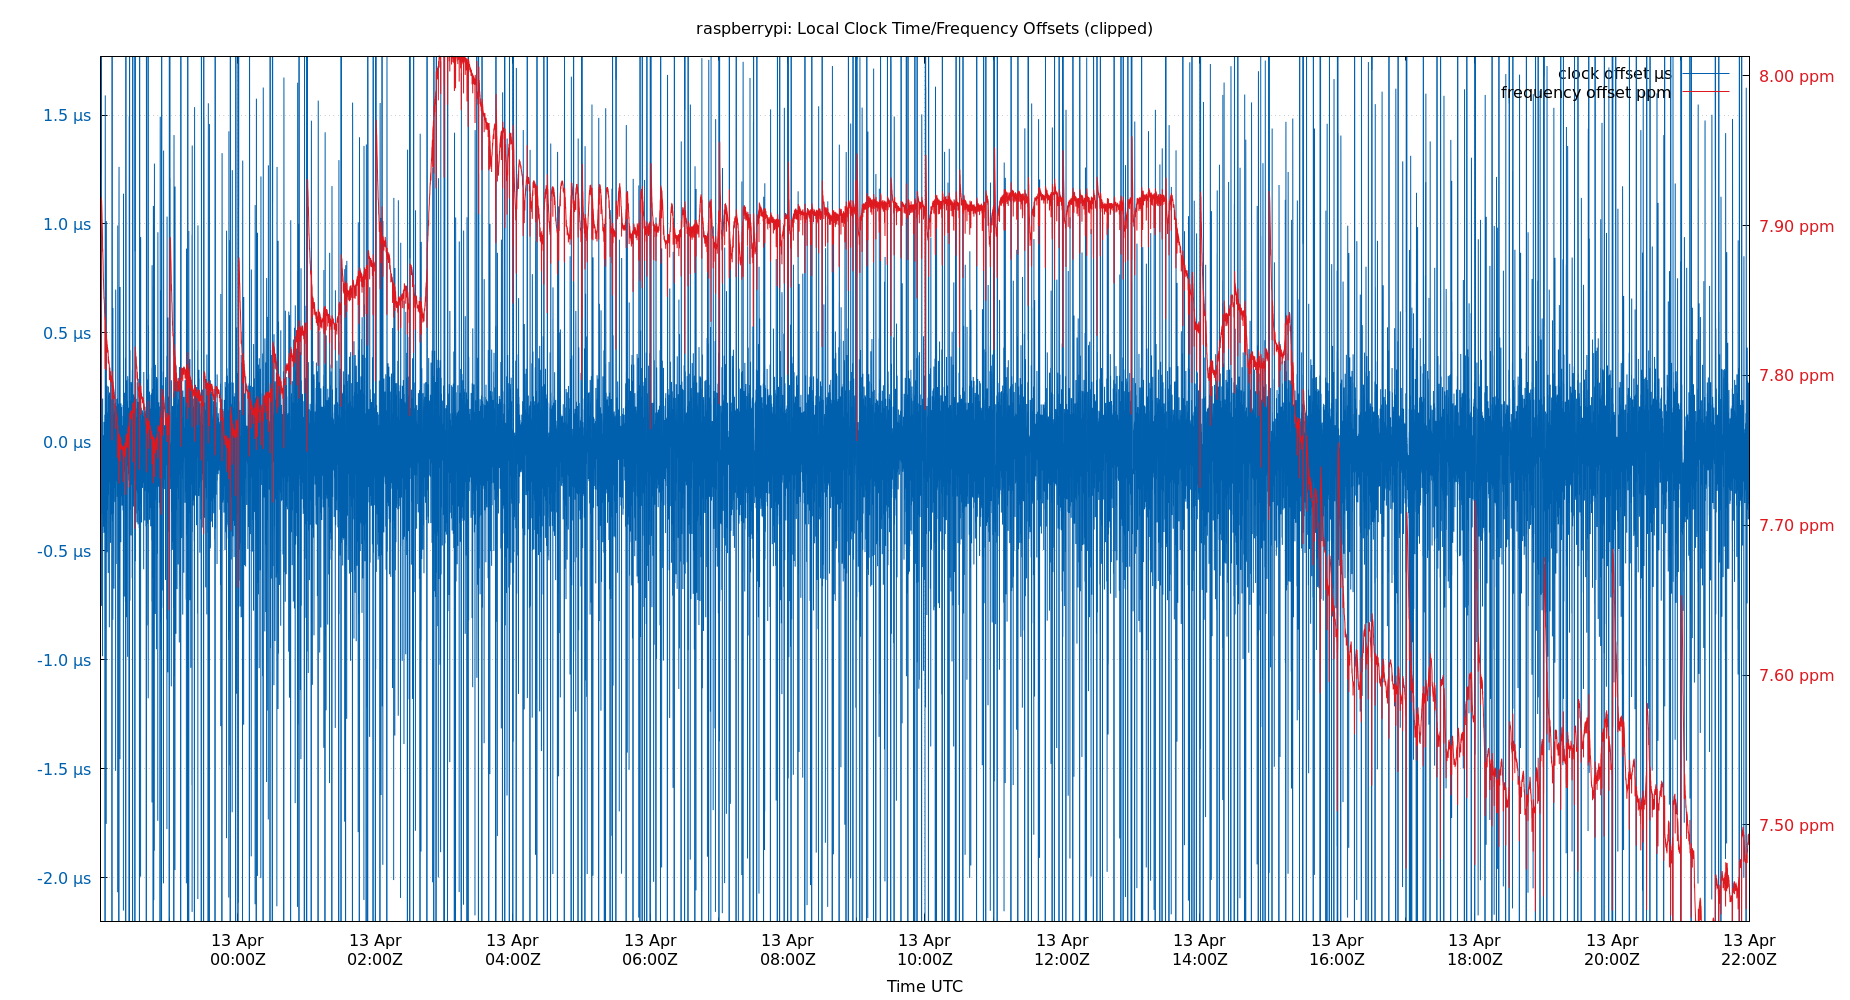 raspberrypi: Local Clock Time/Frequency Offsets (clipped)
clock offset µs
frequency offset ppm
1.5 µs
1.0 µs
0.5 µs
0.0 µs
-0.5 µs
-1.0 µs
-1.5 µs
-2.0 µs
8.00 ppm
7.90 ppm
7.80 ppm
7.70 ppm
7.60 ppm
7.50 ppm
13 Apr 13 Apr 13 Apr 13 Apr 13 Apr 13 Apr 13 Apr 13 Apr 13 Apr 13 Apr 13 Apr 13 Apr
00:00Z 02:00Z 04:00Z 06:00Z 08:00Z 10:00Z 12:00Z 14:00Z 16:00Z 18:00Z 20:00Z 22:00Z
Time UTC